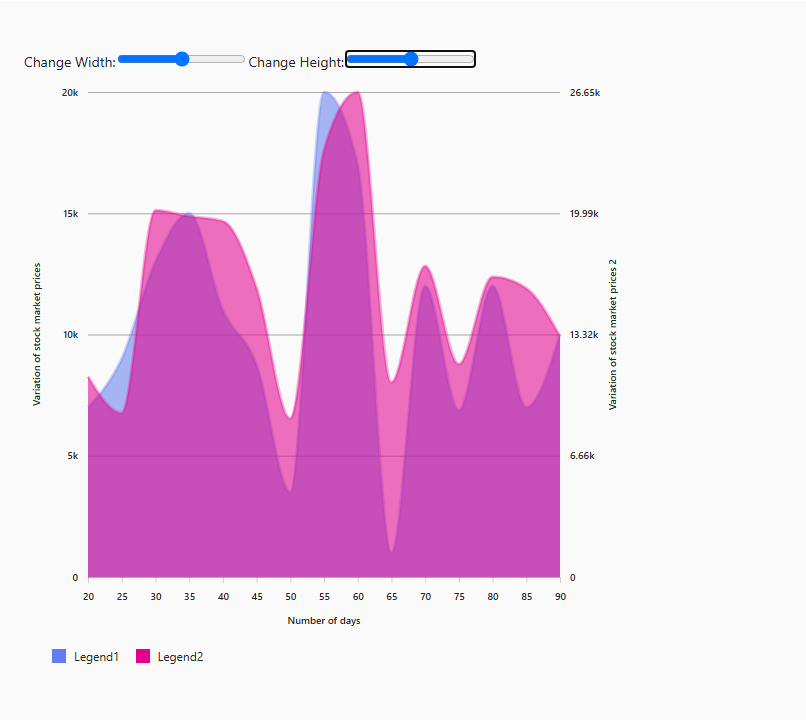 Change Width: Change Height:
20k 26.65k
15k 19.99k
Variation of stock market prices
Variation of stock market prices 2
10k 13.32k
5k 6.66k
0 0
20 25 30 35 40 45 50 55 60 65 70 75 80 85 90
Number of days
Legend1 Legend2